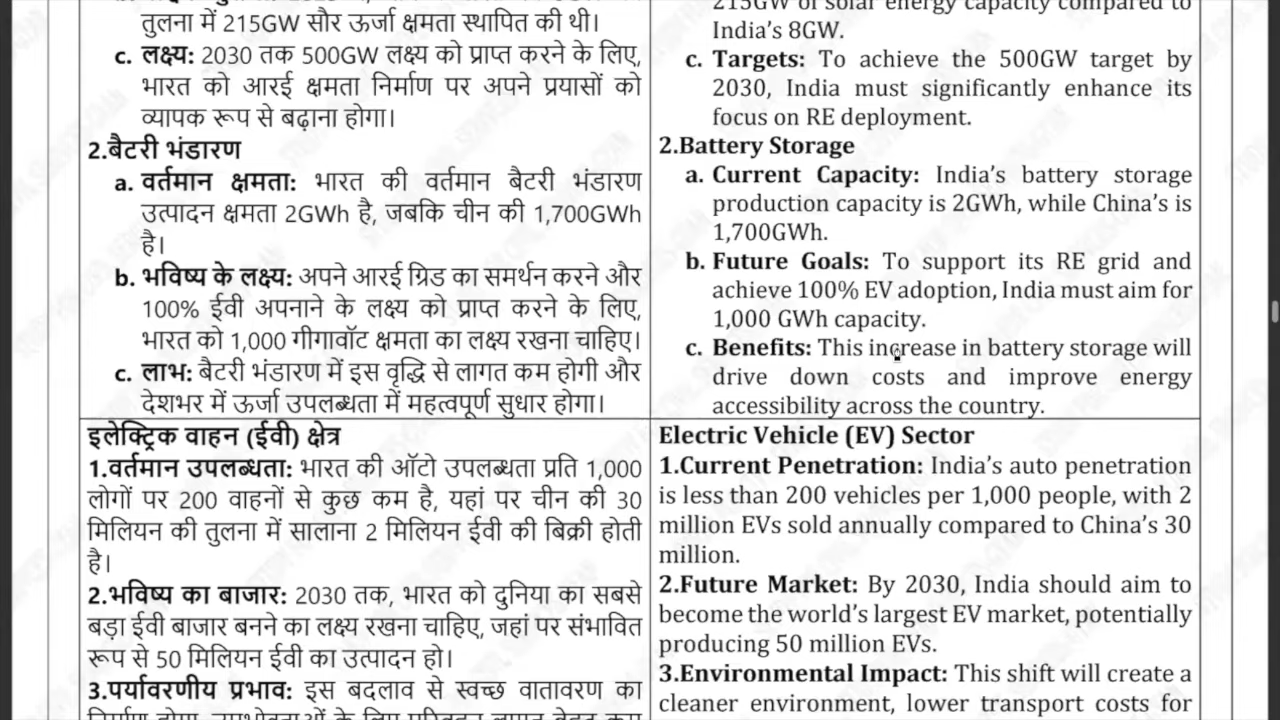 तुलना में 215GW सौर ऊर्जा क्षमता स्थापित की थी।
c. लक्ष्य: 2030 तक 500GW लक्ष्य को प्राप्त करने के लिए,
भारत को आरई क्षमता निर्माण पर अपने प्रयासों को
व्यापक रूप से बढ़ाना होगा।
2.बैटरी भंडारण
a. वर्तमान क्षमता: भारत की वर्तमान बैटरी भंडारण
उत्पादन क्षमता 2GWh है, जबकि चीन की 1,700GWh
है।
b. भविष्य के लक्ष्य: अपने आरई ग्रिड का समर्थन करने और
100% ईवी अपनाने के लक्ष्य को प्राप्त करने के लिए,
भारत को 1,000 गीगावॉट क्षमता का लक्ष्य रखना चाहिए।
c. लाभ: बैटरी भंडारण में इस वृद्धि से लागत कम होगी और
देशभर में ऊर्जा उपलब्धता में महत्वपूर्ण सुधार होगा।
215GW of solar energy capacity compared to
India's 8GW.
c. Targets: To achieve the 500GW target by
2030, India must significantly enhance its
focus on RE deployment.
2.Battery Storage
a. Current Capacity: India's battery storage
production capacity is 2GWh, while China's is
1,700GWh.
b. Future Goals: To support its RE grid and
achieve 100% EV adoption, India must aim for
1,000 GWh capacity.
c. Benefits: This increase in battery storage will
drive down costs and improve energy
accessibility across the country.
इलेक्ट्रिक वाहन (ईवी) क्षेत्र
1.वर्तमान उपलब्धता: भारत की ऑटो उपलब्धता प्रति 1,000
लोगों पर 200 वाहनों से कुछ कम है, यहां पर चीन की 30
मिलियन की तुलना में सालाना 2 मिलियन ईवी की बिक्री होती
है।
2.भविष्य का बाजार: 2030 तक, भारत को दुनिया का सबसे
बड़ा ईवी बाजार बनने का लक्ष्य रखना चाहिए, जहां पर संभावित
रूप से 50 मिलियन ईवी का उत्पादन हो।
3.पर्यावरणीय प्रभाव: इस बदलाव से स्वच्छ वातावरण का
Electric Vehicle (EV) Sector
1.Current Penetration: India's auto penetration
is less than 200 vehicles per 1,000 people, with 2
million EVs sold annually compared to China's 30
million.
2.Future Market: By 2030, India should aim to
become the world's largest EV market, potentially
producing 50 million EVs.
3.Environmental Impact: This shift will create a
cleaner environment, lower transport costs for